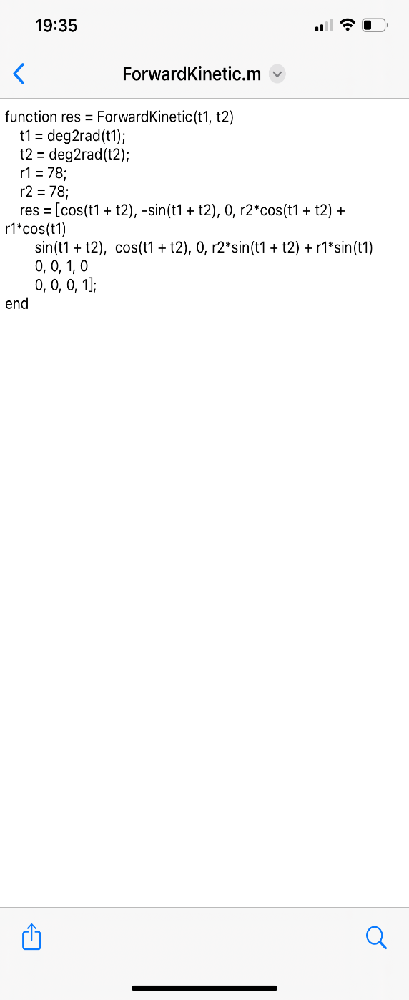 19:35
ForwardKinetic.m
function res = ForwardKinetic(t1, t2)
t1 = deg2rad(t1);
t2 = deg2rad(t2);
r1 = 78;
r2 = 78;
res = [cos(t1 + t2), -sin(t1 + t2), 0, r2*cos(t1 + t2) +
r1*cos(t1)
sin(t1 + t2),  cos(t1 + t2), 0, r2*sin(t1 + t2) + r1*sin(t1)
0, 0, 1, 0
0, 0, 0, 1];
end